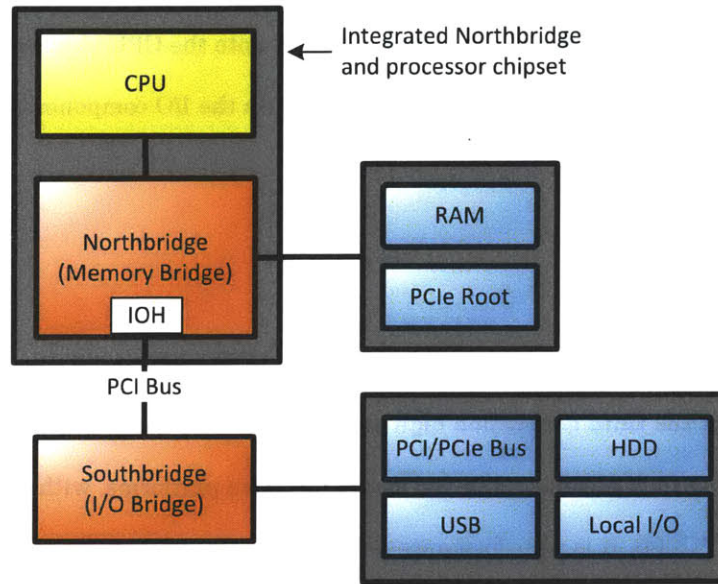 Integrated Northbridge
and processor chipset
CPU
Northbridge
(Memory Bridge)
IOH
RAM
PCIe Root
PCI Bus
Southbridge
(I/O Bridge)
PCI/PCIe Bus
HDD
USB
Local I/O